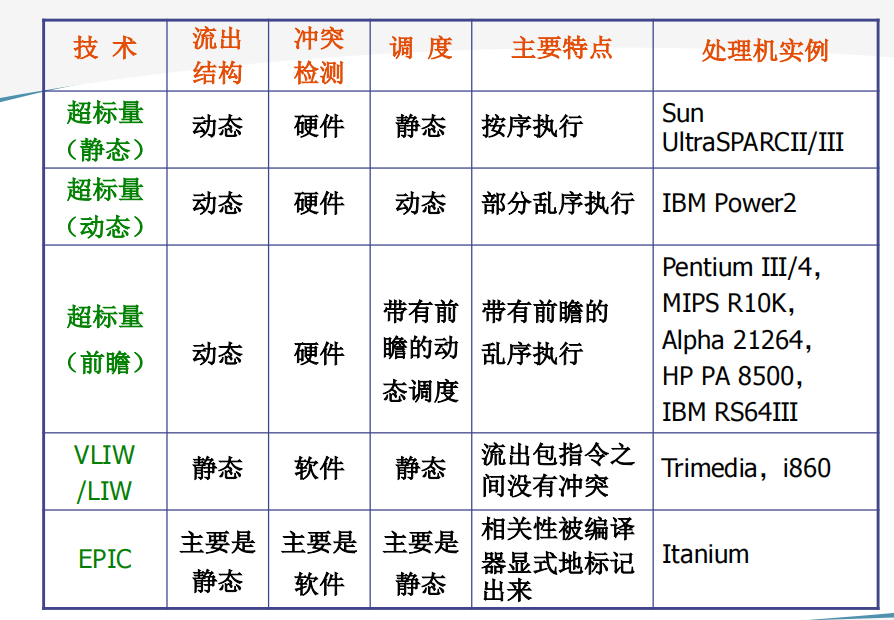 技 术
流出
结构
冲突
检测
调 度
主要特点
处理机实例
超标量
（静态）
动态
硬件
静态
按序执行
Sun
UltraSPARCII/III
超标量
（动态）
动态
硬件
动态
部分乱序执行
IBM Power2
超标量
（前瞻）
动态
硬件
带有前
瞻的动
态调度
带有前瞻的
乱序执行
Pentium III/4，
MIPS R10K，
Alpha 21264，
HP PA 8500，
IBM RS64III
VLIW
/LIW
静态
软件
静态
流出包指令之
间没有冲突
Trimedia，i860
EPIC
主要是
静态
主要是
软件
主要是
静态
相关性被编译
器显式地标记
出来
Itanium